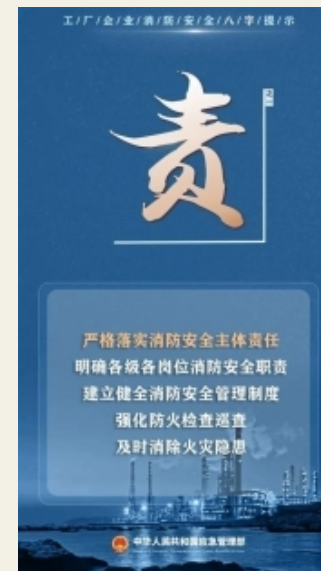 工/厂/企/业/消/防/安/全/八/字/提/示
责
严格落实消防安全主体责任
明确各级各岗位消防安全职责
建立健全消防安全管理制度
强化防火检查巡查
及时消除火灾隐患
中华人民共和国应急管理部